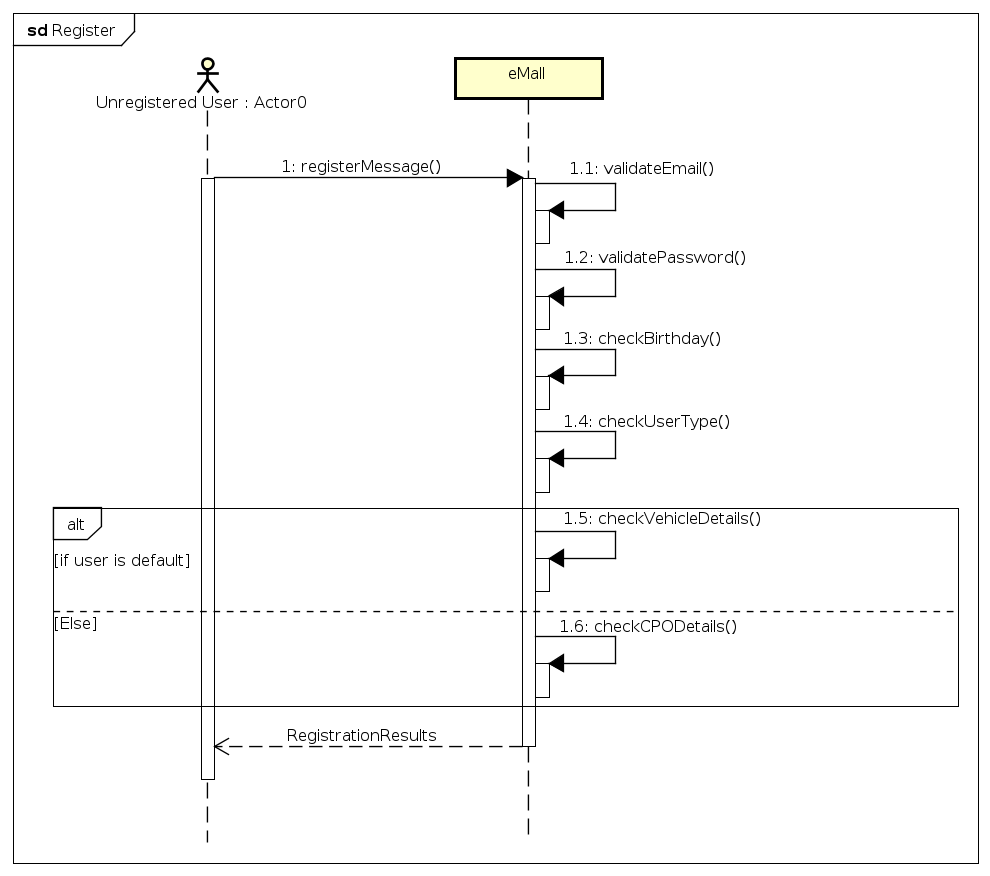 sd Register
Unregistered User : Actor0
eMall
1: registerMessage()
1.1: validateEmail()
1.2: validatePassword()
1.3: checkBirthday()
1.4: checkUserType()
alt
1.5: checkVehicleDetails()
[if user is default]
[Else]
1.6: checkCPODetails()
RegistrationResults